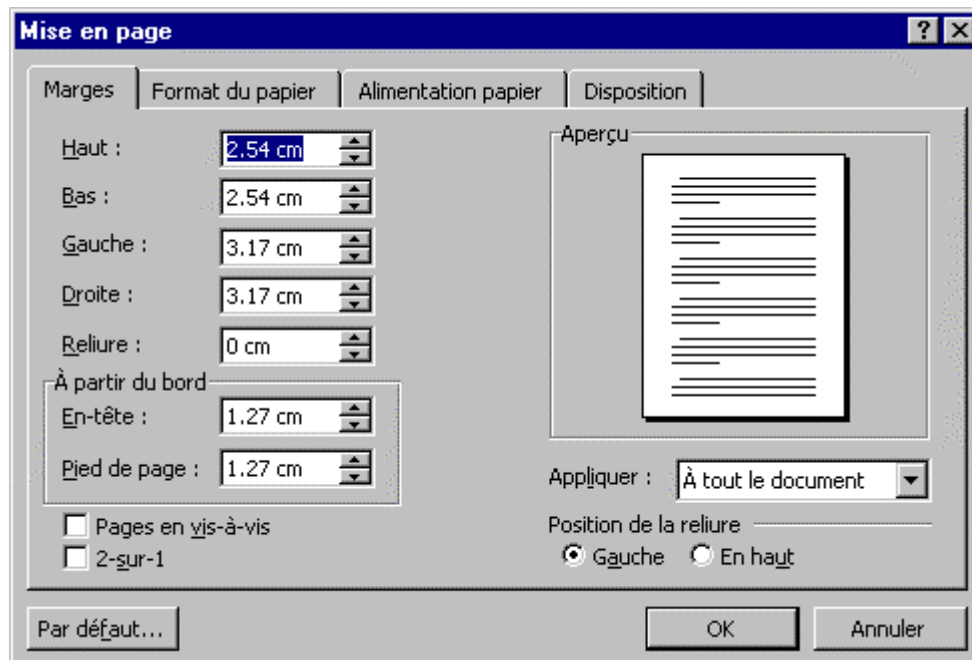 Mise en page
Marges Format du papier Alimentation papier Disposition
Haut : 2.54 cm
Bas : 2.54 cm
Gauche : 3.17 cm
Droite : 3.17 cm
Reliure : 0 cm
À partir du bord
En-tête : 1.27 cm
Pied de page : 1.27 cm
Pages en vis-à-vis
2-sur-1
Aperçu
Appliquer : À tout le document
Position de la reliure
Gauche En haut
Par défaut... OK Annuler